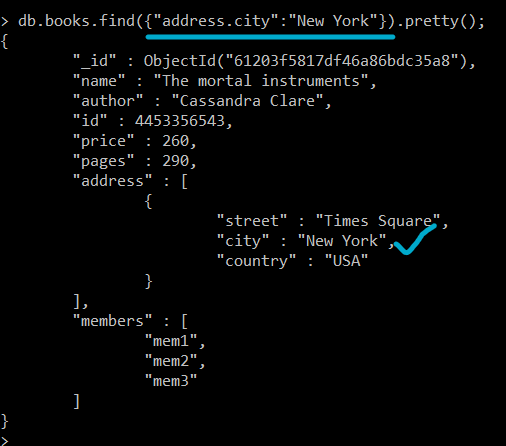 > db.books.find({"address.city":"New York"}).pretty();
{
        "_id" : ObjectId("61203f5817df46a86bdc35a8"),
        "name" : "The mortal instruments",
        "author" : "Cassandra Clare",
        "id" : 4453356543,
        "price" : 260,
        "pages" : 290,
        "address" : [
                {
                        "street" : "Times Square",
                        "city" : "New York",
                        "country" : "USA"
                }
        ],
        "members" : [
                "mem1",
                "mem2",
                "mem3"
        ]
}
>